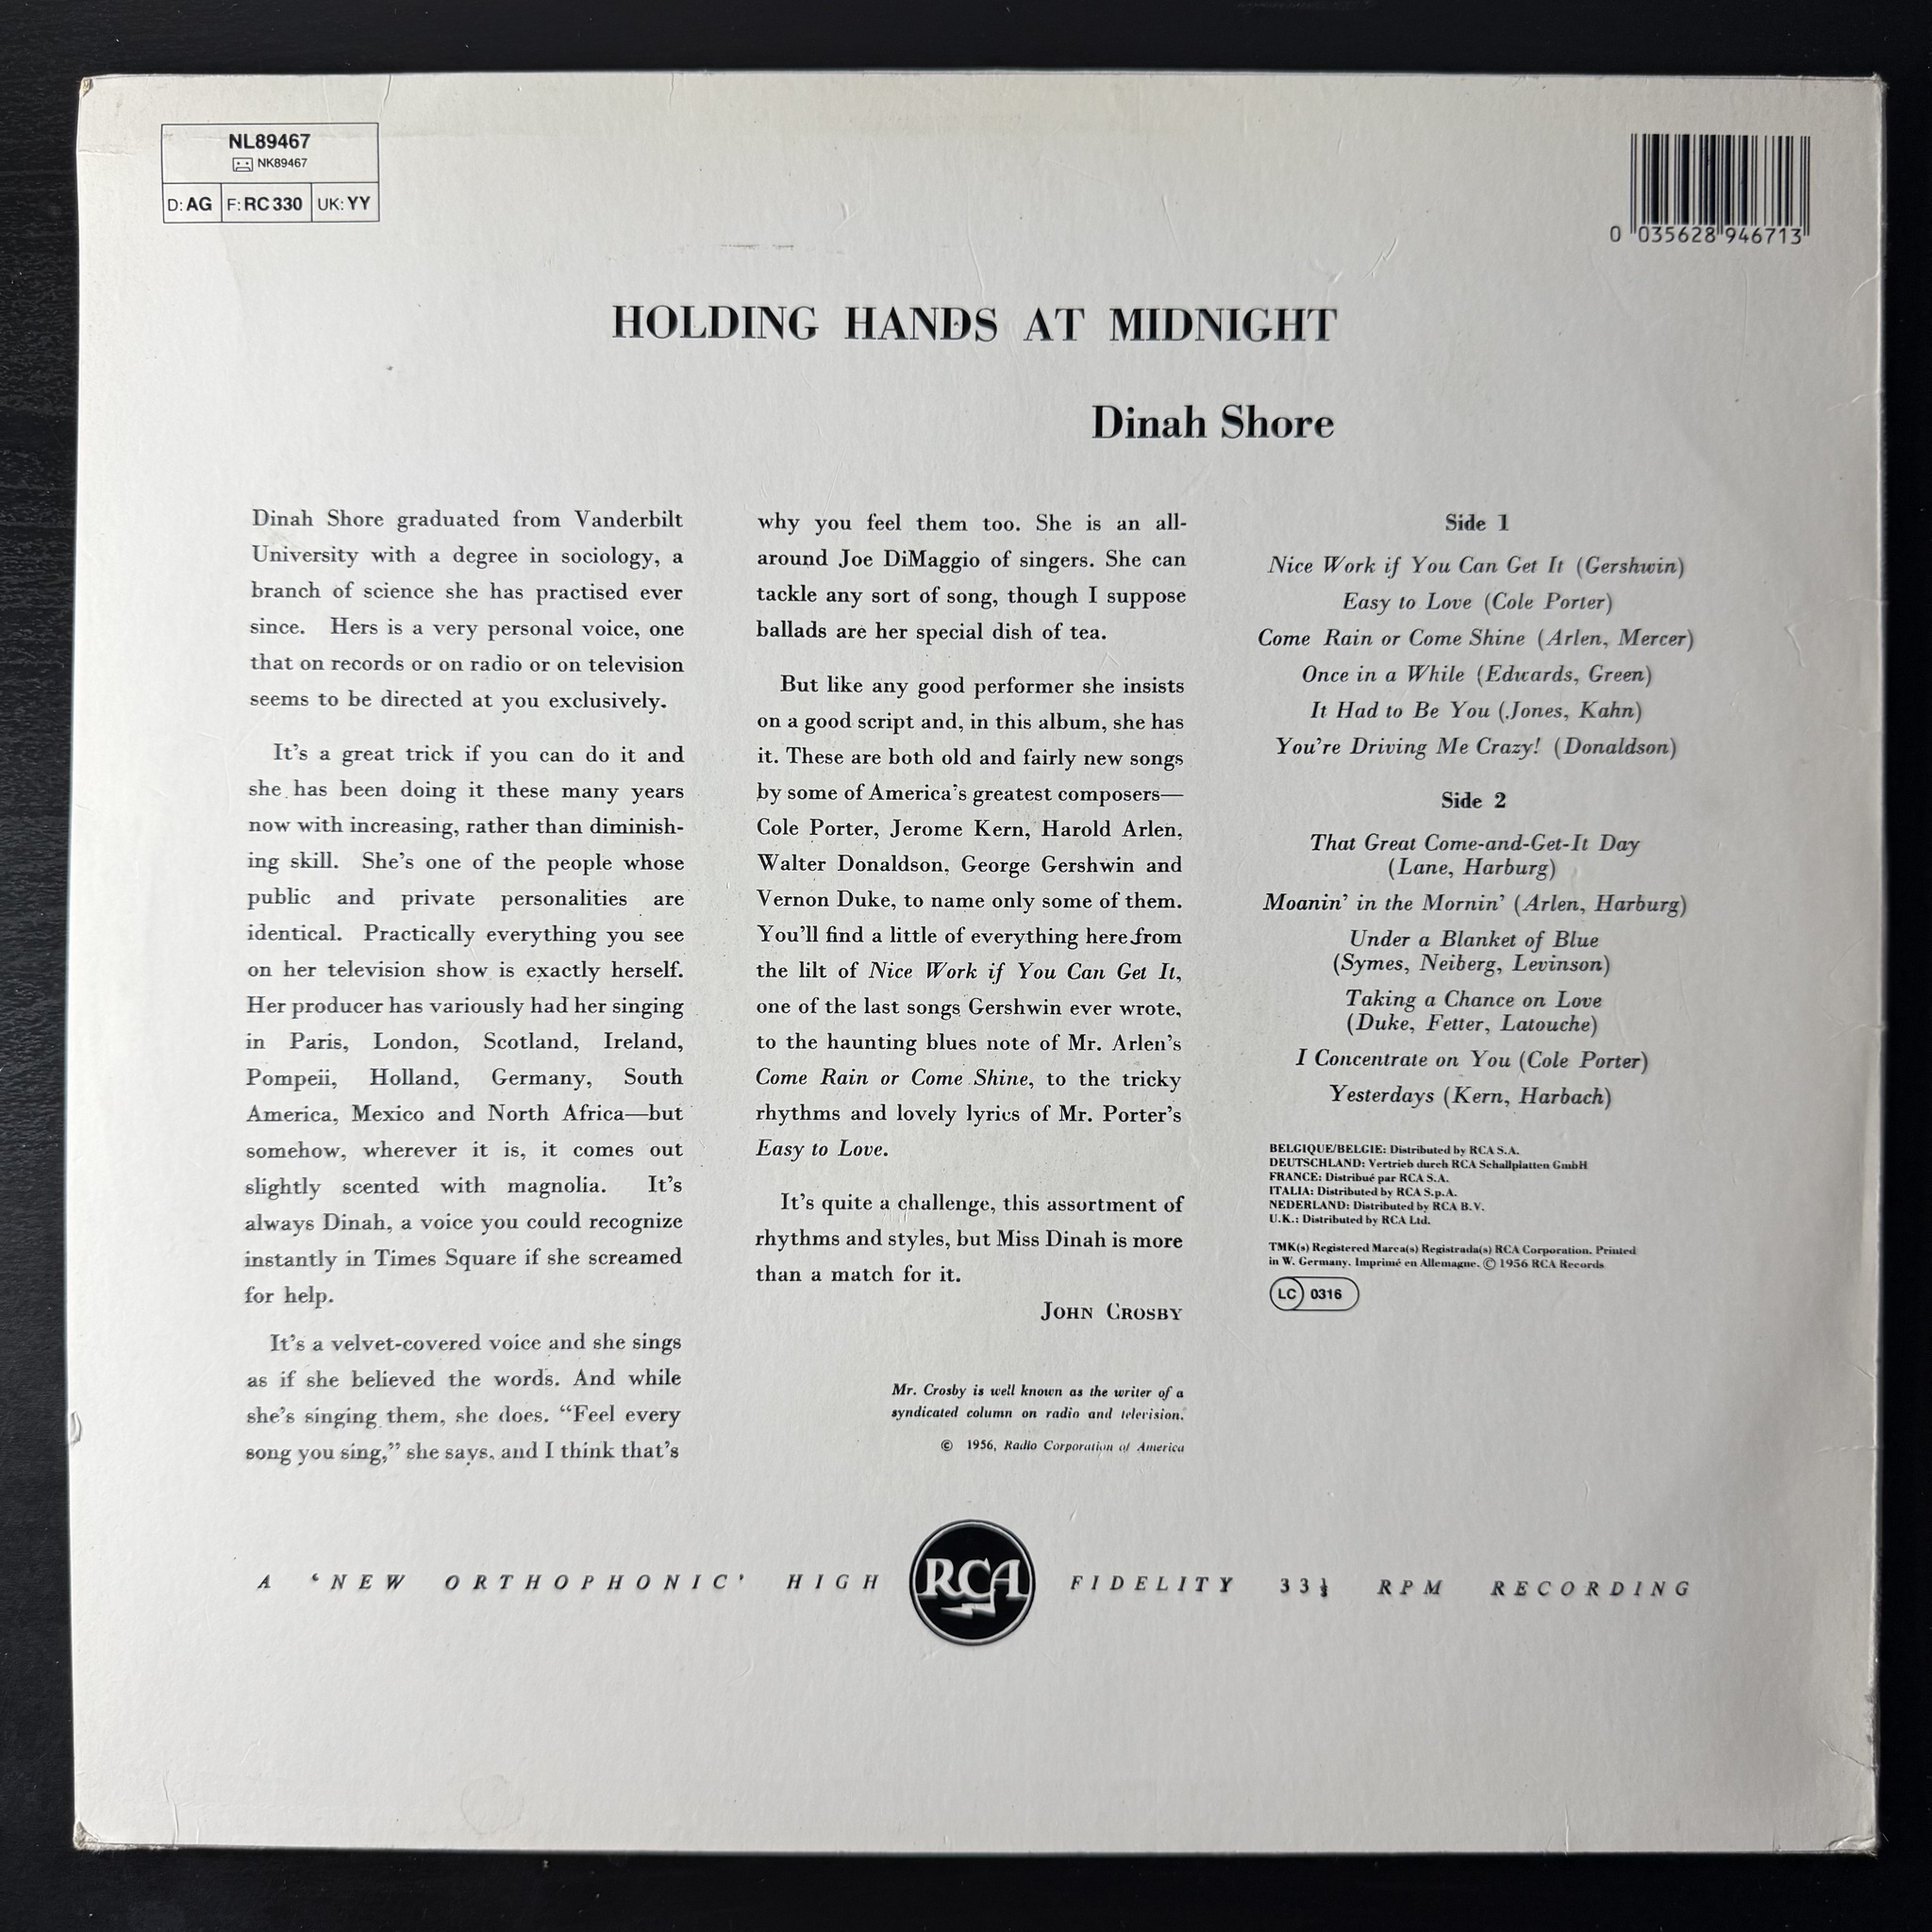 NL89467
NK89467
D: AG F: RC 330 UK: YY
0 035628 946713
HOLDING HANDS AT MIDNIGHT
Dinah Shore
Dinah Shore graduated from Vanderbilt
University with a degree in sociology, a
branch of science she has practised ever
since. Hers is a very personal voice, one
that on records or on radio or on television
seems to be directed at you exclusively.
It's a great trick if you can do it and
she has been doing it these many years
now with increasing, rather than diminish-
ing skill. She's one of the people whose
public and private personalities are
identical. Practically everything you see
on her television show is exactly herself.
Her producer has variously had her singing
in Paris, London, Scotland, Ireland,
Pompeii, Holland, Germany, South
America, Mexico and North Africa—but
somehow, wherever it is, it comes out
slightly scented with magnolia. It's
always Dinah, a voice you could recognize
instantly in Times Square if she screamed
for help.
It's a velvet-covered voice and she sings
as if she believed the words. And while
she's singing them, she does. “Feel every
song you sing,” she says, and I think that's
why you feel them too. She is an all-
around Joe DiMaggio of singers. She can
tackle any sort of song, though I suppose
ballads are her special dish of tea.
But like any good performer she insists
on a good script and, in this album, she has
it. These are both old and fairly new songs
by some of America's greatest composers—
Cole Porter, Jerome Kern, Harold Arlen,
Walter Donaldson, George Gershwin and
Vernon Duke, to name only some of them.
You'll find a little of everything here from
the lilt of Nice Work if You Can Get It,
one of the last songs Gershwin ever wrote,
to the haunting blues note of Mr. Arlen's
Come Rain or Come Shine, to the tricky
rhythms and lovely lyrics of Mr. Porter's
Easy to Love.
It's quite a challenge, this assortment of
rhythms and styles, but Miss Dinah is more
than a match for it.
JOHN CROSBY
Mr. Crosby is well known as the writer of a
syndicated column on radio and television.
© 1956, Radio Corporation of America
Side 1
Nice Work if You Can Get It (Gershwin)
Easy to Love (Cole Porter)
Come Rain or Come Shine (Arlen, Mercer)
Once in a While (Edwards, Green)
It Had to Be You (Jones, Kahn)
You're Driving Me Crazy! (Donaldson)
Side 2
That Great Come-and-Get-It Day
(Lane, Harburg)
Moanin' in the Mornin' (Arlen, Harburg)
Under a Blanket of Blue
(Symes, Neiberg, Levinson)
Taking a Chance on Love
(Duke, Fetter, Latouche)
I Concentrate on You (Cole Porter)
Yesterdays (Kern, Harbach)
BELGIQUE/BELGIE: Distributed by RCA S.A.
DEUTSCHLAND: Vertrieb durch RCA Schallplatten GmbH
FRANCE: Distribué par RCA S.A.
ITALIA: Distributed by RCA S.p.A.
NEDERLAND: Distributed by RCA B.V.
U.K.: Distributed by RCA Ltd.
TMK(s) Registered Marca(s) Registrada(s) RCA Corporation. Printed
in W. Germany. Imprimé en Allemagne. © 1956 RCA Records
LC 0316
A ‘NEW ORTHOPHONIC’ HIGH RCA FIDELITY 33⅓ RPM RECORDING